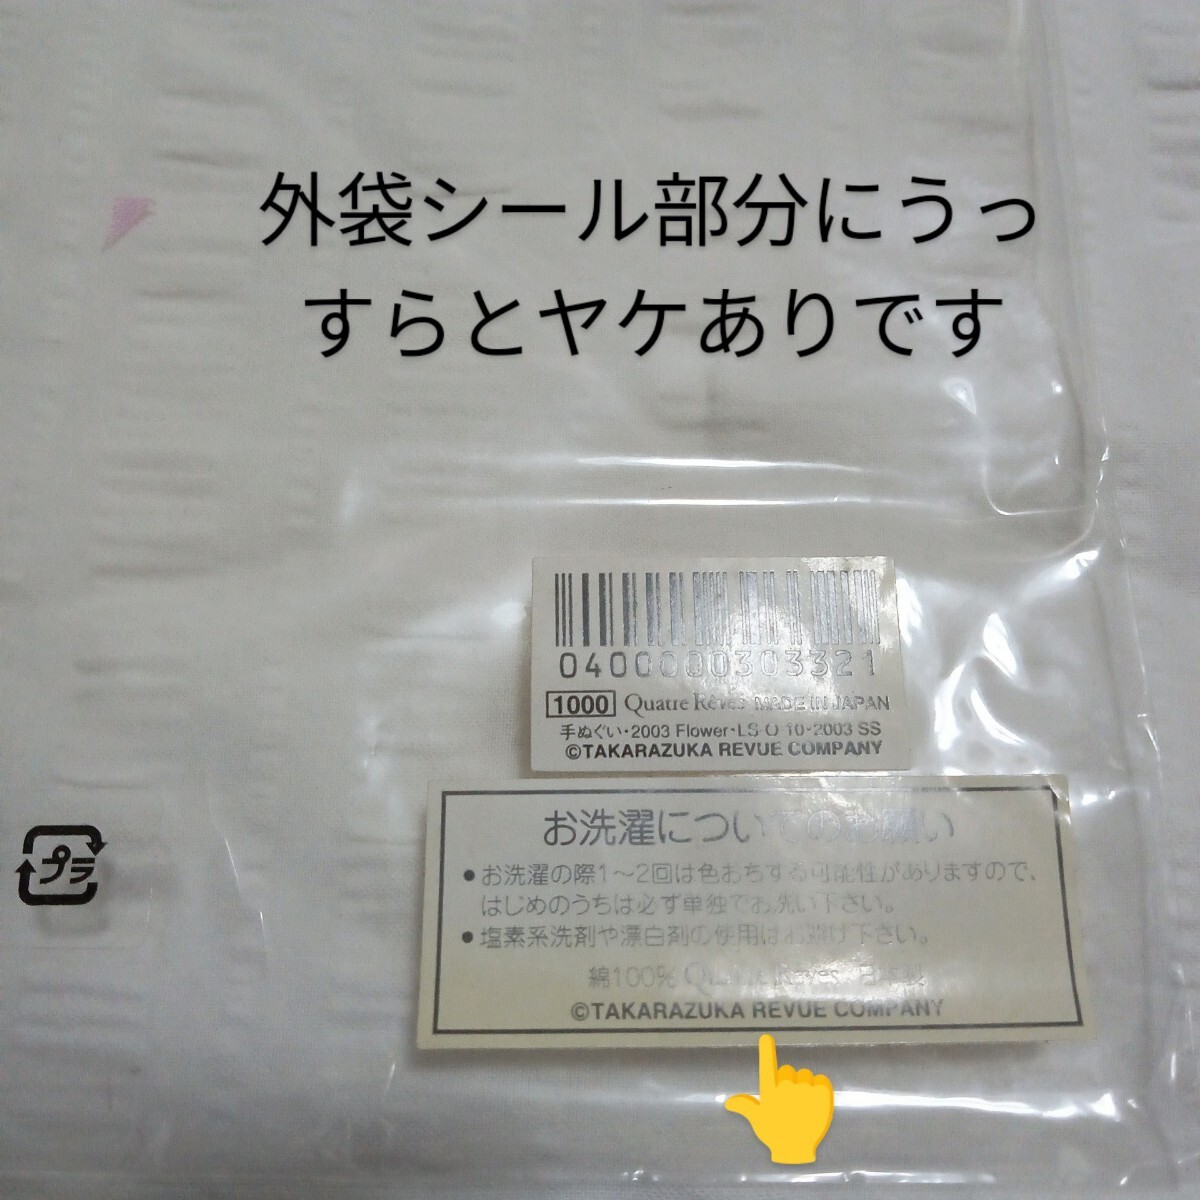 外袋シール部分にうっ
すらとヤケありです
0400000303321
1000 Quatre Rêves MADE IN JAPAN
手ぬぐい・2003 Flower・LS O 10・2003 SS
©TAKARAZUKA REVUE COMPANY
お洗濯についてのお願い
●お洗濯の際1〜2回は色おちする可能性がありますので、
はじめのうちは必ず単独でお洗い下さい。
●塩素系洗剤や漂白剤の使用はお避け下さい。
綿100% Quatre Rêves 日本製
©TAKARAZUKA REVUE COMPANY
プラ